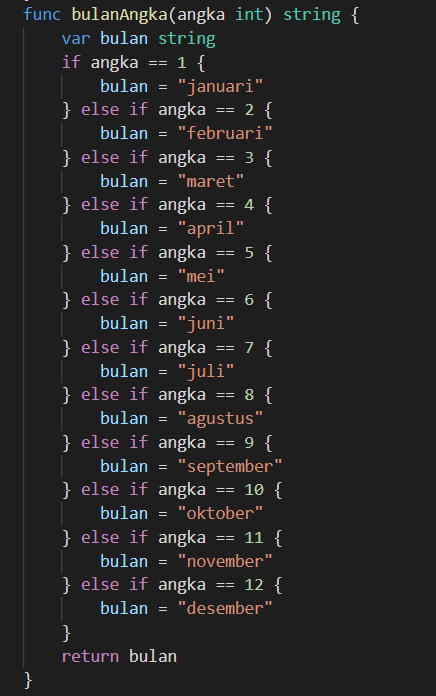 func bulanAngka(angka int) string {
    var bulan string
    if angka == 1 {
        bulan = "januari"
    } else if angka == 2 {
        bulan = "februari"
    } else if angka == 3 {
        bulan = "maret"
    } else if angka == 4 {
        bulan = "april"
    } else if angka == 5 {
        bulan = "mei"
    } else if angka == 6 {
        bulan = "juni"
    } else if angka == 7 {
        bulan = "juli"
    } else if angka == 8 {
        bulan = "agustus"
    } else if angka == 9 {
        bulan = "september"
    } else if angka == 10 {
        bulan = "oktober"
    } else if angka == 11 {
        bulan = "november"
    } else if angka == 12 {
        bulan = "desember"
    }
    return bulan
}